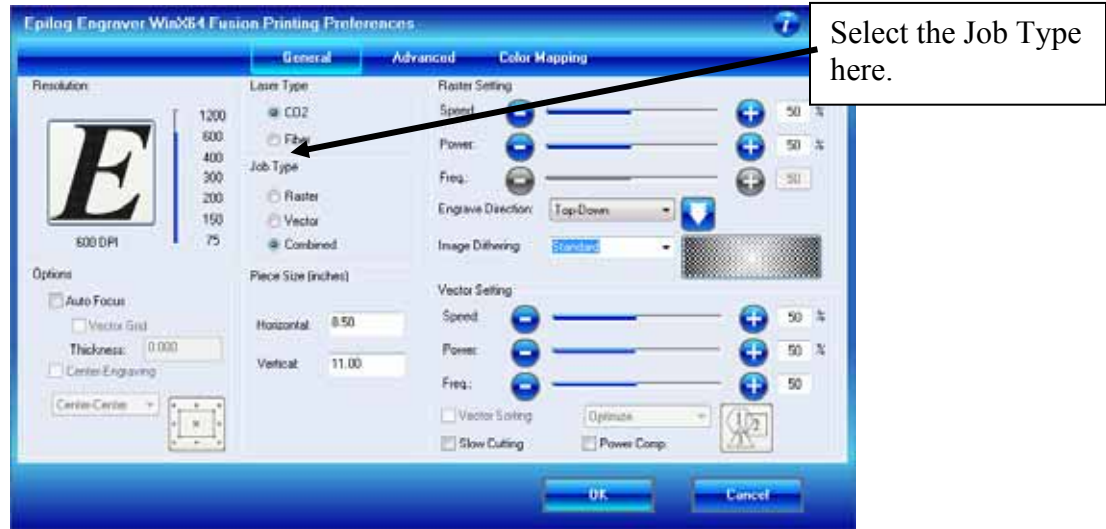 Epilog Engraver WinX64 Fusion Printing Preferences
Select the Job Type
here.
General Advanced Color Mapping
Resolution
E
1200
600
400
300
200
150
75
600 DPI
Options
Auto Focus
Vector Grid
Thickness: 0.000
Center-Engraving
Center-Center
Laser Type
CO2
Fiber
Job Type
Raster
Vector
Combined
Piece Size (inches)
Horizontal: 8.50
Vertical: 11.00
Raster Setting
Speed: 50 %
Power: 50 %
Freq.: 50
Engrave Direction: Top-Down
Image Dithering: Standard
Vector Setting
Speed: 50 %
Power: 50 %
Freq.: 50
Vector Sorting Optimize 1 2
Slow Cutting Power Comp.
OK Cancel